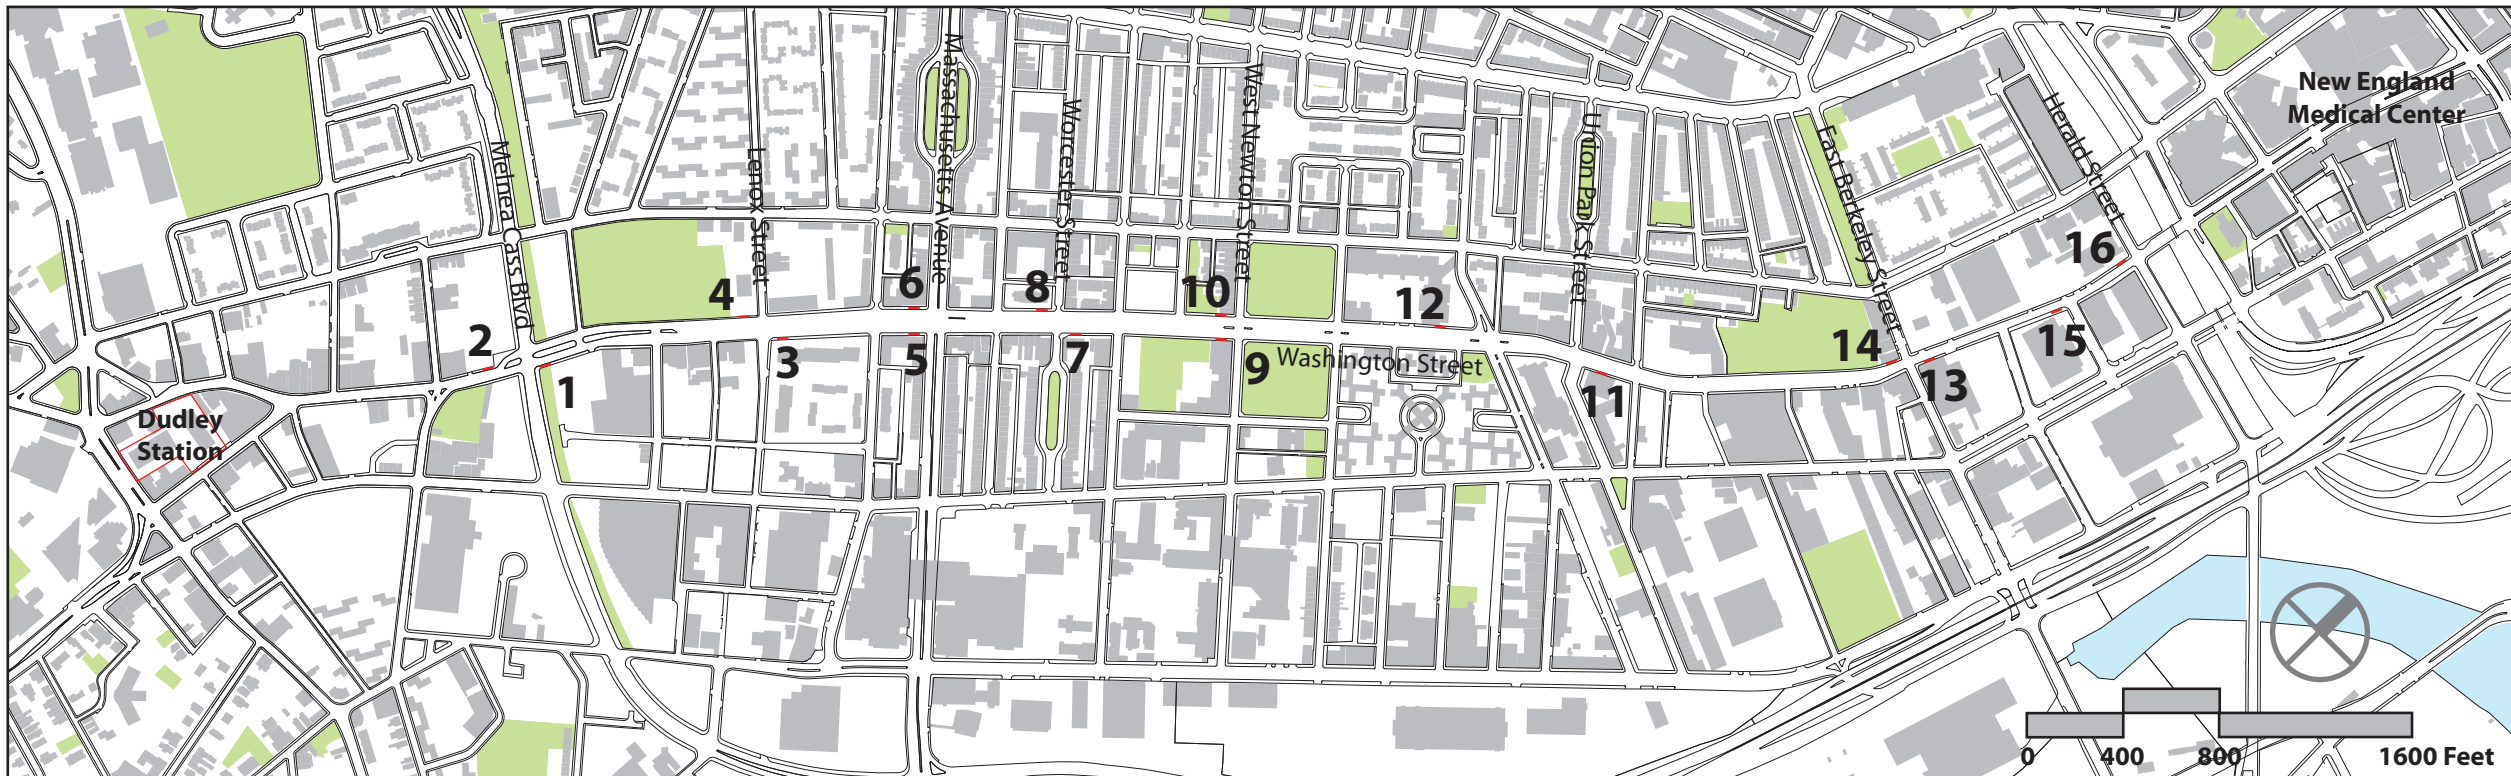 Massachusetts Avenue
Worcester Street
West Newton Street
Union Park Street
East Berkeley Street
Herald Street
New England
Medical Center
Melnea Cass Blvd
Lenox Street
16
4
6
8
10
12
2
14
15
3
5
7
9
Washington Street
1
11
13
Dudley
Station
0
400
800
1600 Feet